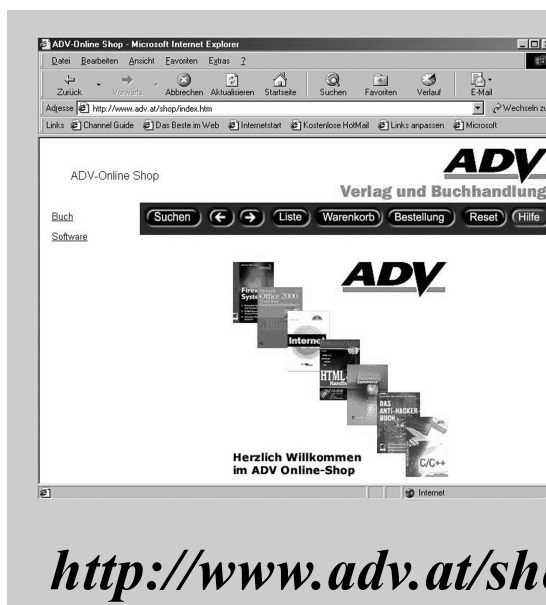 ADV-Online Shop - Microsoft Internet Explorer
Datei Bearbeiten Ansicht Favoriten Extras ?
Zurück Vorwärts Abbrechen Aktualisieren Startseite Suchen Favoriten Verlauf E-Mail
Adresse http://www.adv.at/shop/index.htm Wechseln zu
Links Channel Guide Das Beste im Web Internetstart Kostenlose HotMail Links anpassen Microsoft
ADV
ADV-Online Shop
Verlag und Buchhandlung
Buch
Suchen Liste Warenkorb Bestellung Reset Hilfe
Software
ADV
Office 2000
Internet
HTML
Handbuch
DAS
ANTI-HACKER-
BUCH
C/C++
Herzlich Willkommen
im ADV Online-Shop
Internet
http://www.adv.at/sho